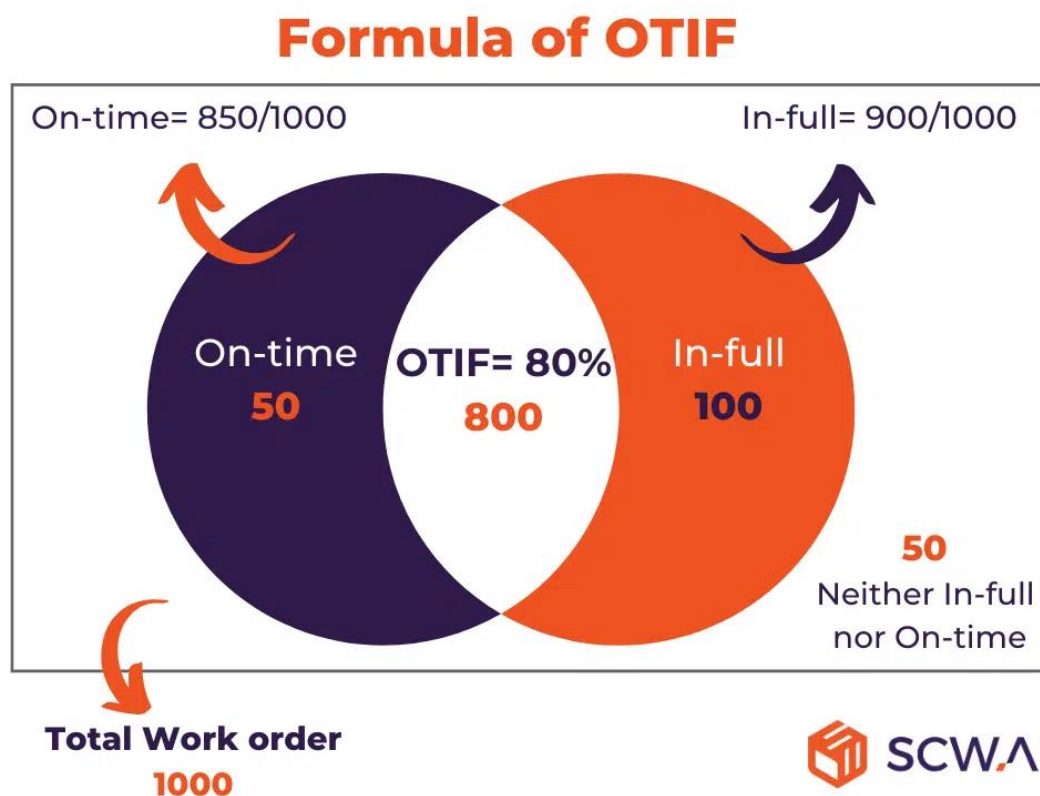 Formula of OTIF
On-time= 850/1000
In-full= 900/1000
On-time
50
OTIF= 80%
800
In-full
100
50
Neither In-full
nor On-time
Total Work order
1000
SCW.A